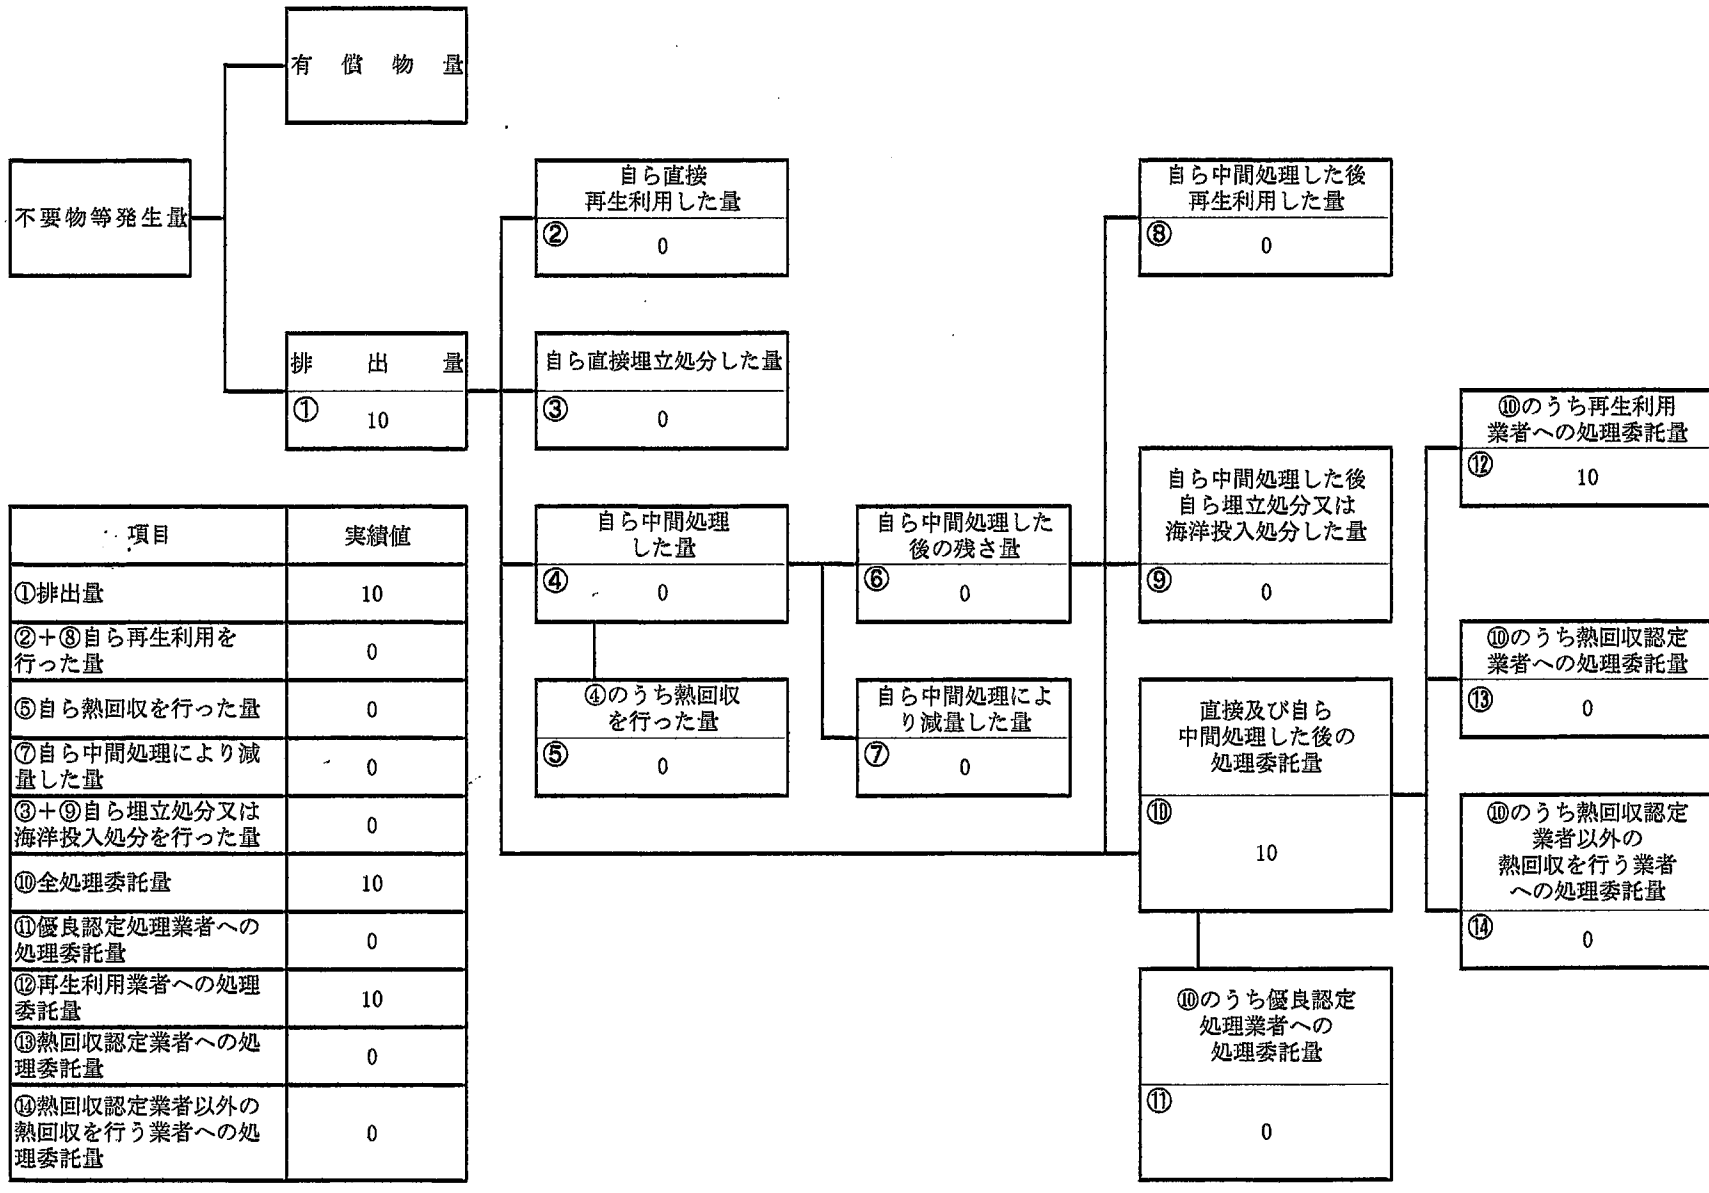 有償物量
不要物等発生量
排出量
① 10
自ら直接
再生利用した量
② 0
自ら直接埋立処分した量
③ 0
自ら中間処理
した量
④ 0
④のうち熱回収
を行った量
⑤ 0
自ら中間処理した
後の残さ量
⑥ 0
自ら中間処理によ
り減量した量
⑦ 0
自ら中間処理した後
再生利用した量
⑧ 0
自ら中間処理した後
自ら埋立処分又は
海洋投入処分した量
⑨ 0
直接及び自ら
中間処理した後の
処理委託量
⑩
10
⑩のうち優良認定
処理業者への
処理委託量
⑪
0
⑩のうち再生利用
業者への処理委託量
⑫ 10
⑩のうち熱回収認定
業者への処理委託量
⑬ 0
⑩のうち熱回収認定
業者以外の
熱回収を行う業者
への処理委託量
⑭ 0
項目 実績値
①排出量 10
②＋⑧自ら再生利用を
行った量 0
⑤自ら熱回収を行った量 0
⑦自ら中間処理により減
量した量 0
③＋⑨自ら埋立処分又は
海洋投入処分を行った量 0
⑩全処理委託量 10
⑪優良認定処理業者への
処理委託量 0
⑫再生利用業者への処理
委託量 10
⑬熱回収認定業者への処
理委託量 0
⑭熱回収認定業者以外の
熱回収を行う業者への処
理委託量 0